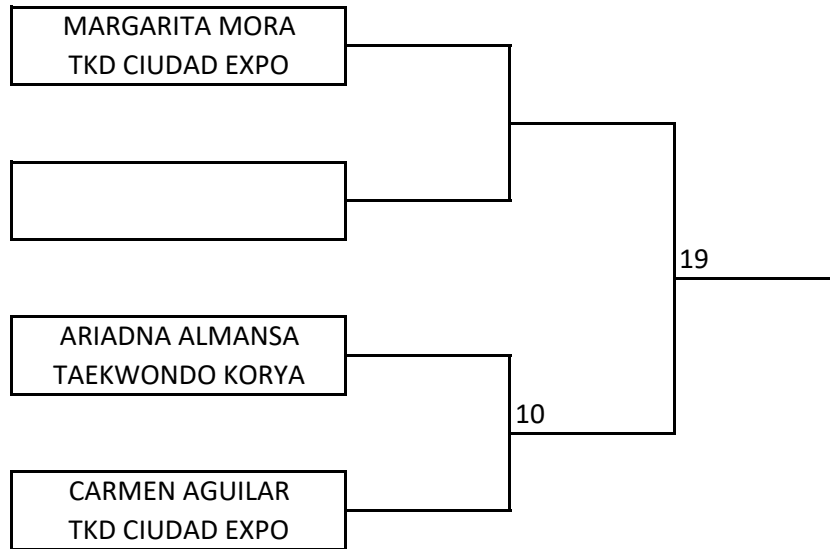 MARGARITA MORA
TKD CIUDAD EXPO
19
ARIADNA ALMANSA
TAEKWONDO KORYA
10
CARMEN AGUILAR
TKD CIUDAD EXPO